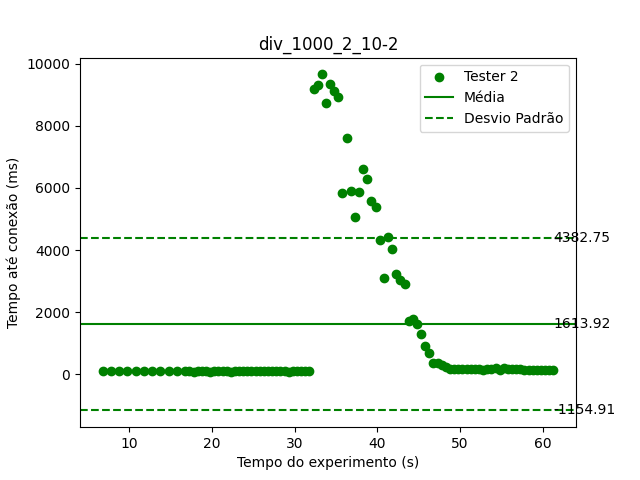 div_1000_2_10-2
Tester 2
Média
Desvio Padrão
Tempo até conexão (ms)
10000
8000
6000
4000
2000
0
4382.75
1613.92
-1154.91
10 20 30 40 50 60
Tempo do experimento (s)